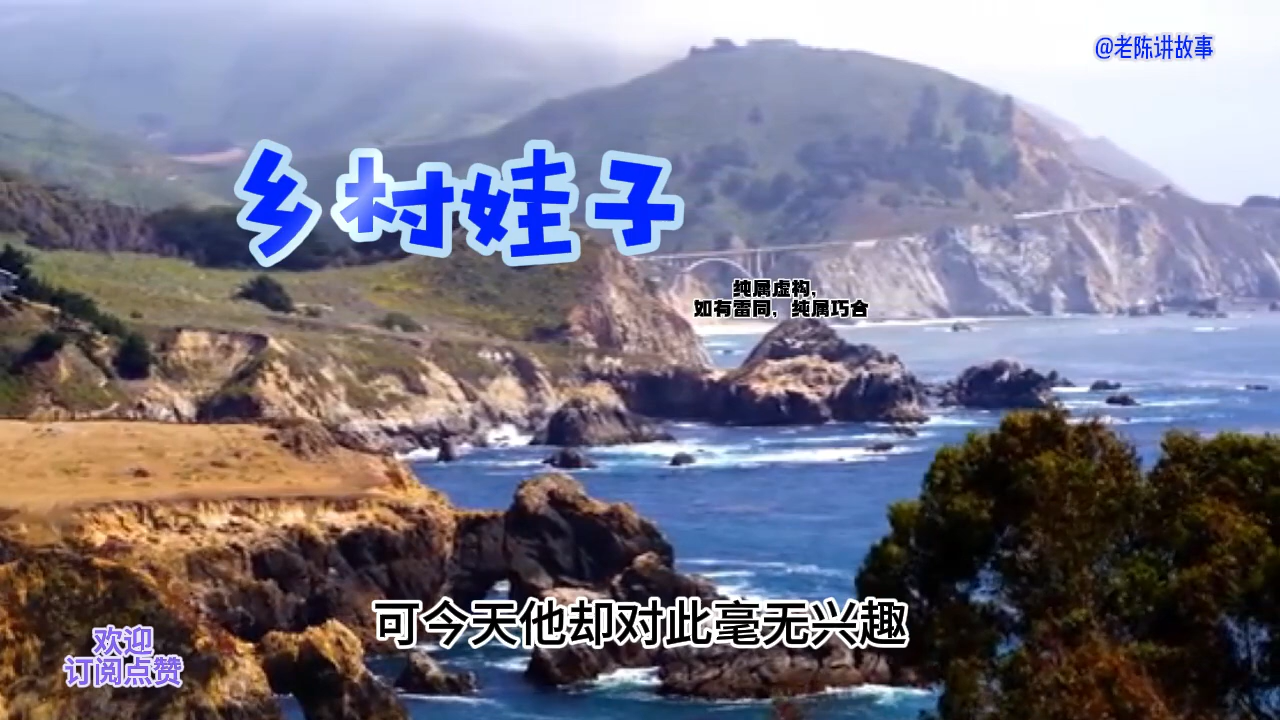 @老陈讲故事
乡村娃子
纯属虚构，
如有雷同，纯属巧合
可今天他却对此毫无兴趣
欢迎
订阅点赞